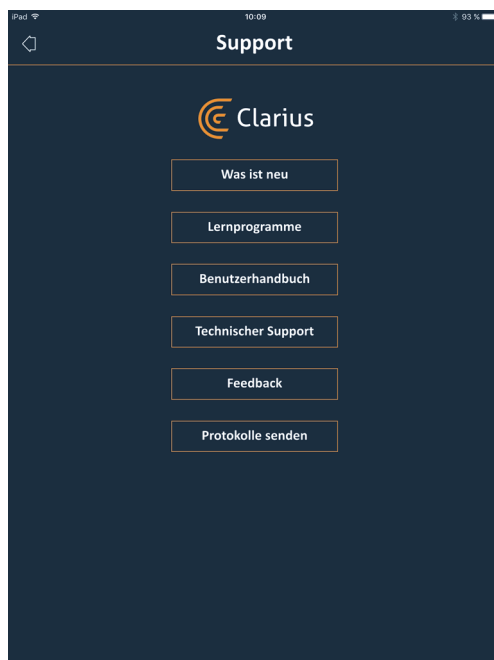 iPad 10:09 93 %
Support
Clarius
Was ist neu
Lernprogramme
Benutzerhandbuch
Technischer Support
Feedback
Protokolle senden